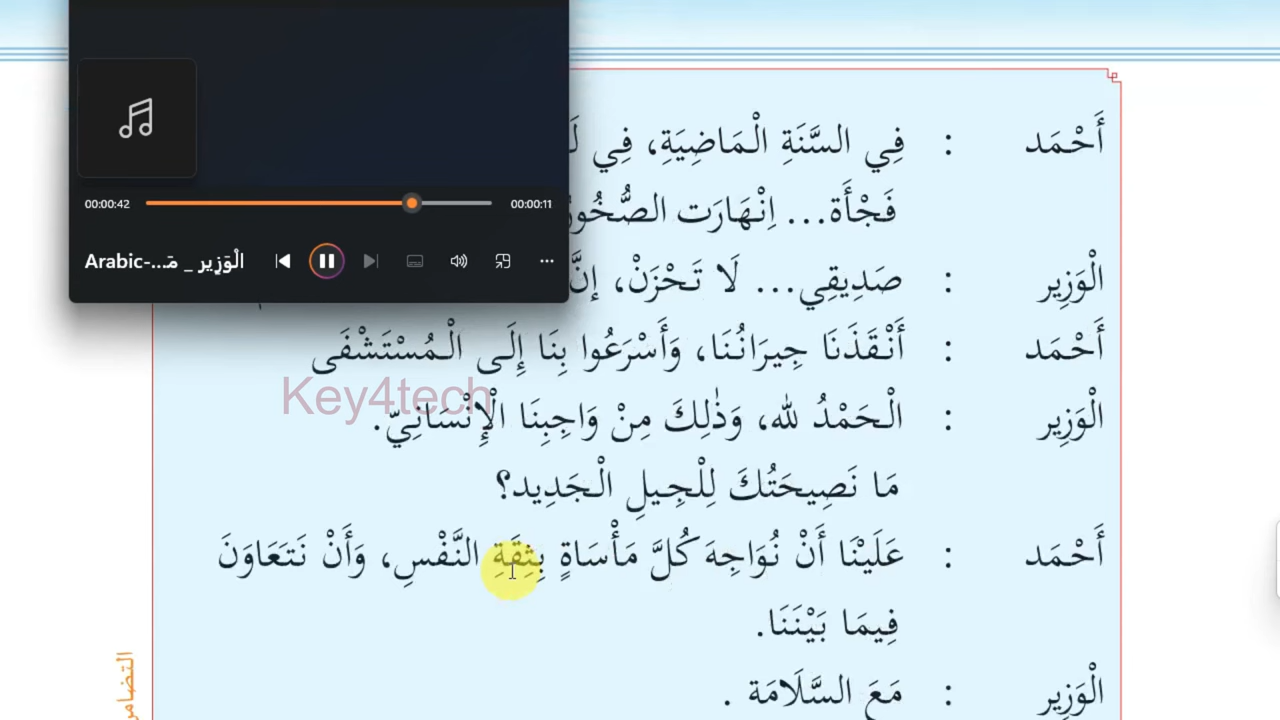 00:00:42
00:00:11
Arabic-...الْوَزِير _ مَ
أَحْمَد : فِي السَّنَةِ الْمَاضِيَةِ، فِي
فَجْأَة... اِنْهَارَت
الْوَزِير : صَدِيقِي... لَا تَحْزَنْ، إنَّ
أَحْمَد : أَنْقَذَنَا جِيرَانُنَا، وَأَسْرَعُوا بِنَا إِلَى الْمُسْتَشْفَى
Key4tech
الْوَزِير : الْحَمْدُ لله، وَذٰلِكَ مِنْ وَاجِبِنَا الْإِنْسَانِيّ.
مَا نَصِيحَتُكَ لِلْجِيلِ الْجَدِيد؟
أَحْمَد : عَلَيْنَا أَنْ نُوَاجِهَ كُلَّ مَأْسَاةٍ بِثِقَةِ النَّفْسِ، وَأَنْ نَتَعَاوَنَ
فِيمَا بَيْنَنَا.
الْوَزِير : مَعَ السَّلَامَة .